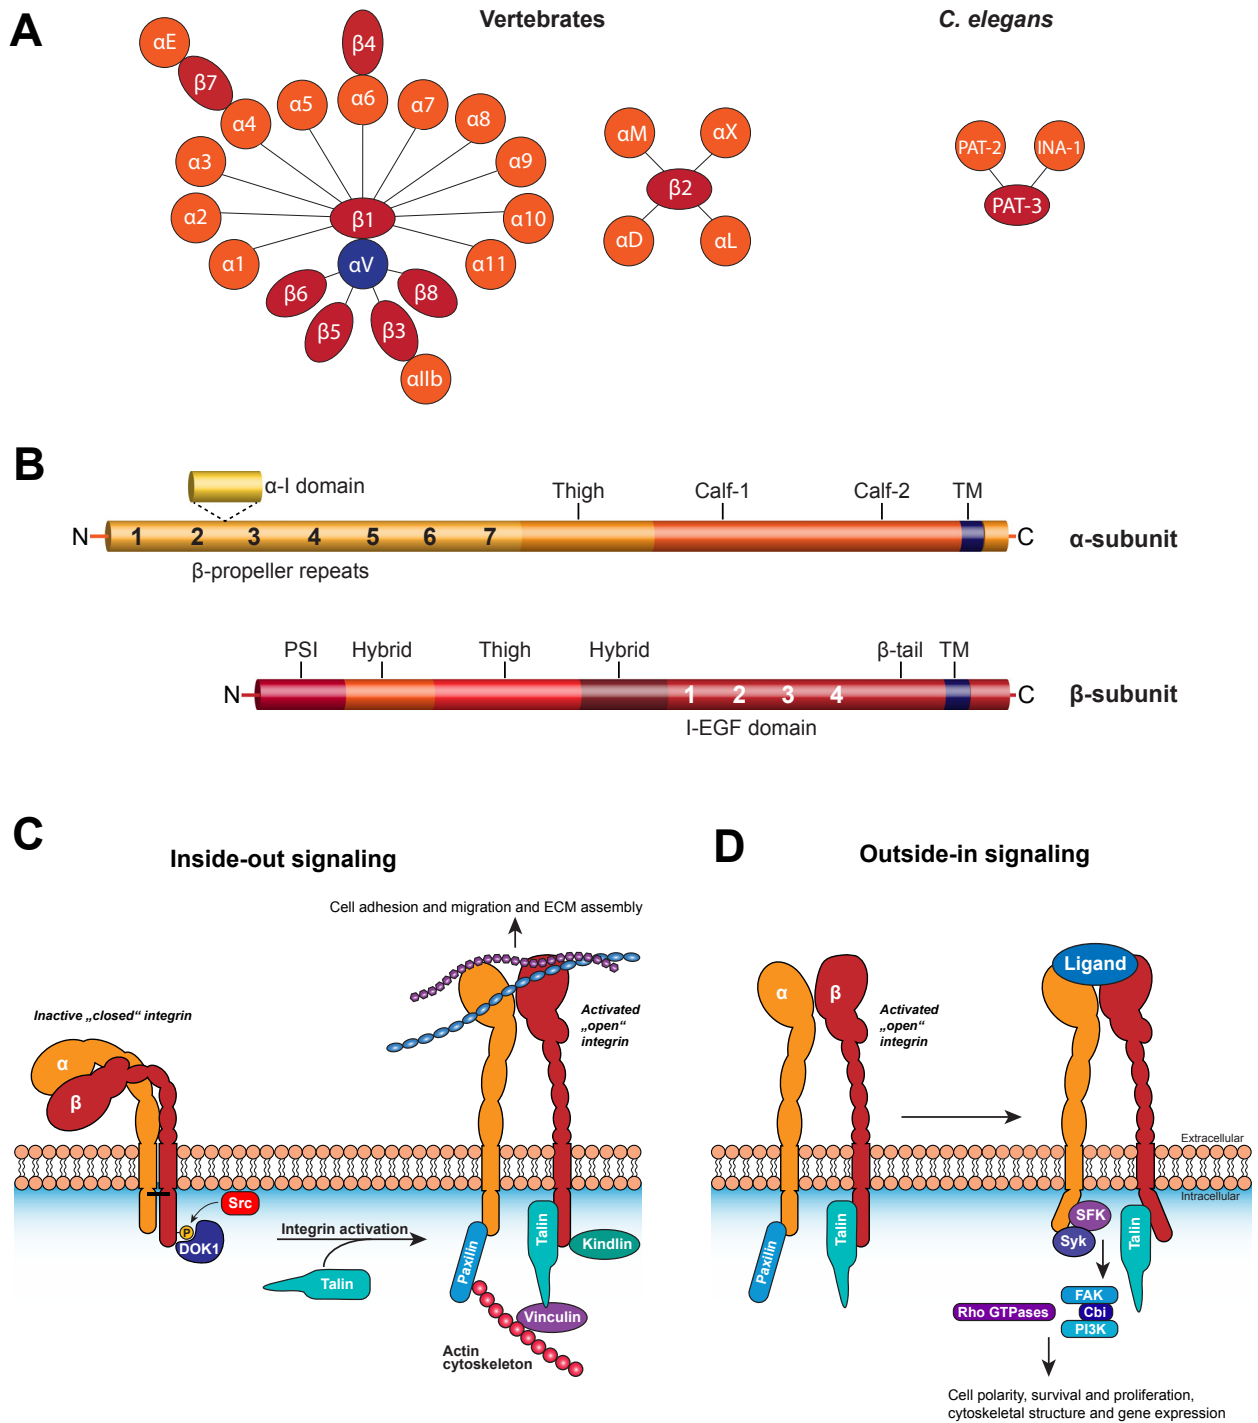 A
Vertebrates
C. elegans
αE
β4
β7
α4
α5
α6
α7
α8
α3
α9
α2
β1
α10
α1
αV
α11
β6
β8
β5
β3
αIIb
αM
αX
β2
αD
αL
PAT-2
INA-1
PAT-3
B
α-I domain
Thigh
Calf-1
Calf-2
TM
N
1 2 3 4 5 6 7
C
α-subunit
β-propeller repeats
PSI
Hybrid
Thigh
Hybrid
β-tail
TM
N
1 2 3 4
C
β-subunit
I-EGF domain
C
Inside-out signaling
Cell adhesion and migration and ECM assembly
Inactive „closed“ integrin
Activated
„open“
integrin
α
β
Src
P
DOK1
Integrin activation
Talin
Paxilin
Talin
Kindlin
Vinculin
Actin
cytoskeleton
D
Outside-in signaling
Ligand
α
β
Activated
„open“
integrin
Extracellular
Intracellular
Paxilin
Talin
SFK
Syk
Talin
FAK
Rho GTPases
Cbi
PI3K
Cell polarity, survival and proliferation,
cytoskeletal structure and gene expression